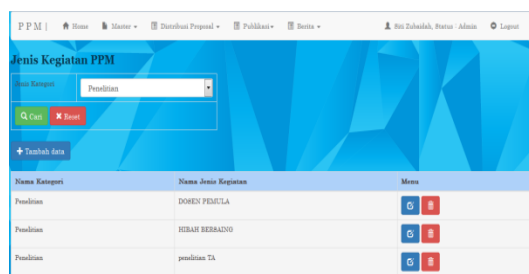 PPM | Home Master Distribusi Proposal Publikasi Berita Siti Zubaidah, Status : Admin Logout
Jenis Kegiatan PPM
Jenis Kategori Penelitian
Cari Reset
Tambah data
Nama Kategori Nama Jenis Kegiatan Menu
Penelitian DOSEN PEMULA
Penelitian HIBAH BERSAING
Penelitian penelitian TA